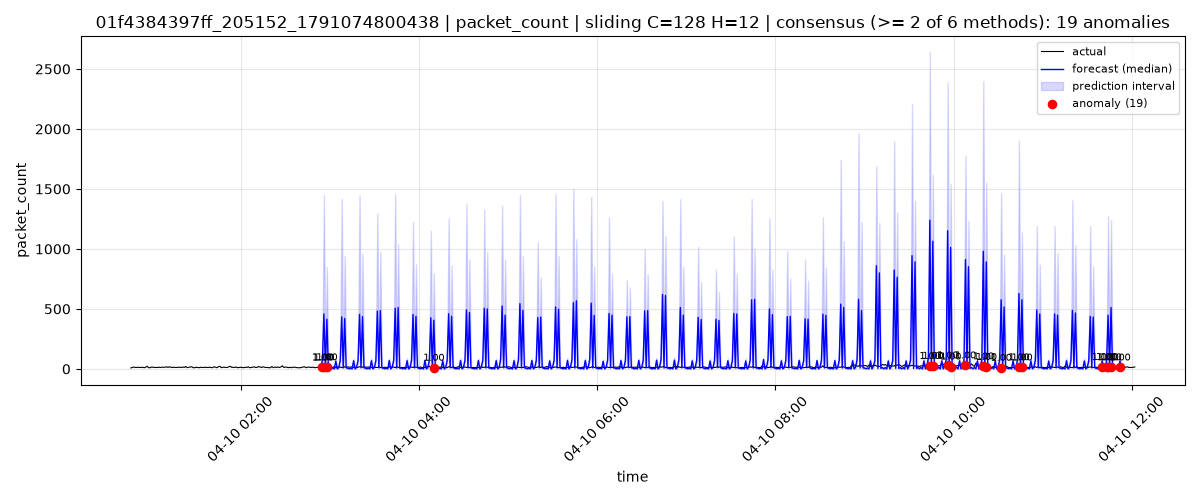 01f4384397ff_205152_1791074800438 | packet_count | sliding C=128 H=12 | consensus (>= 2 of 6 methods): 19 anomalies
actual
forecast (median)
prediction interval
anomaly (19)
packet_count
2500
2000
1500
1000
500
0
1.00
04-10 02:00
04-10 04:00
04-10 06:00
04-10 08:00
04-10 10:00
04-10 12:00
time